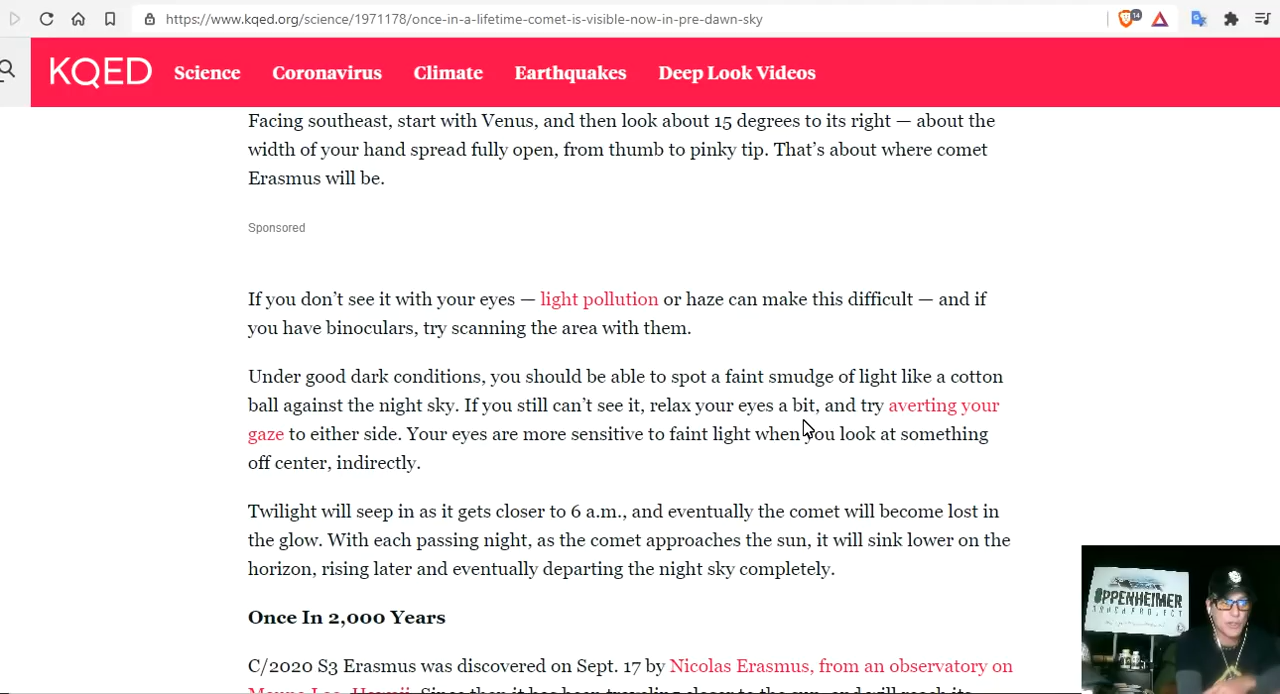 https://www.kqed.org/science/1971178/once-in-a-lifetime-comet-is-visible-now-in-pre-dawn-sky
14
KQED Science Coronavirus Climate Earthquakes Deep Look Videos
Facing southeast, start with Venus, and then look about 15 degrees to its right — about the
width of your hand spread fully open, from thumb to pinky tip. That’s about where comet
Erasmus will be.
Sponsored
If you don’t see it with your eyes — light pollution or haze can make this difficult — and if
you have binoculars, try scanning the area with them.
Under good dark conditions, you should be able to spot a faint smudge of light like a cotton
ball against the night sky. If you still can’t see it, relax your eyes a bit, and try averting your
gaze to either side. Your eyes are more sensitive to faint light when you look at something
off center, indirectly.
Twilight will seep in as it gets closer to 6 a.m., and eventually the comet will become lost in
the glow. With each passing night, as the comet approaches the sun, it will sink lower on the
horizon, rising later and eventually departing the night sky completely.
Once In 2,000 Years
C/2020 S3 Erasmus was discovered on Sept. 17 by Nicolas Erasmus, from an observatory on
OPPENHEIMER